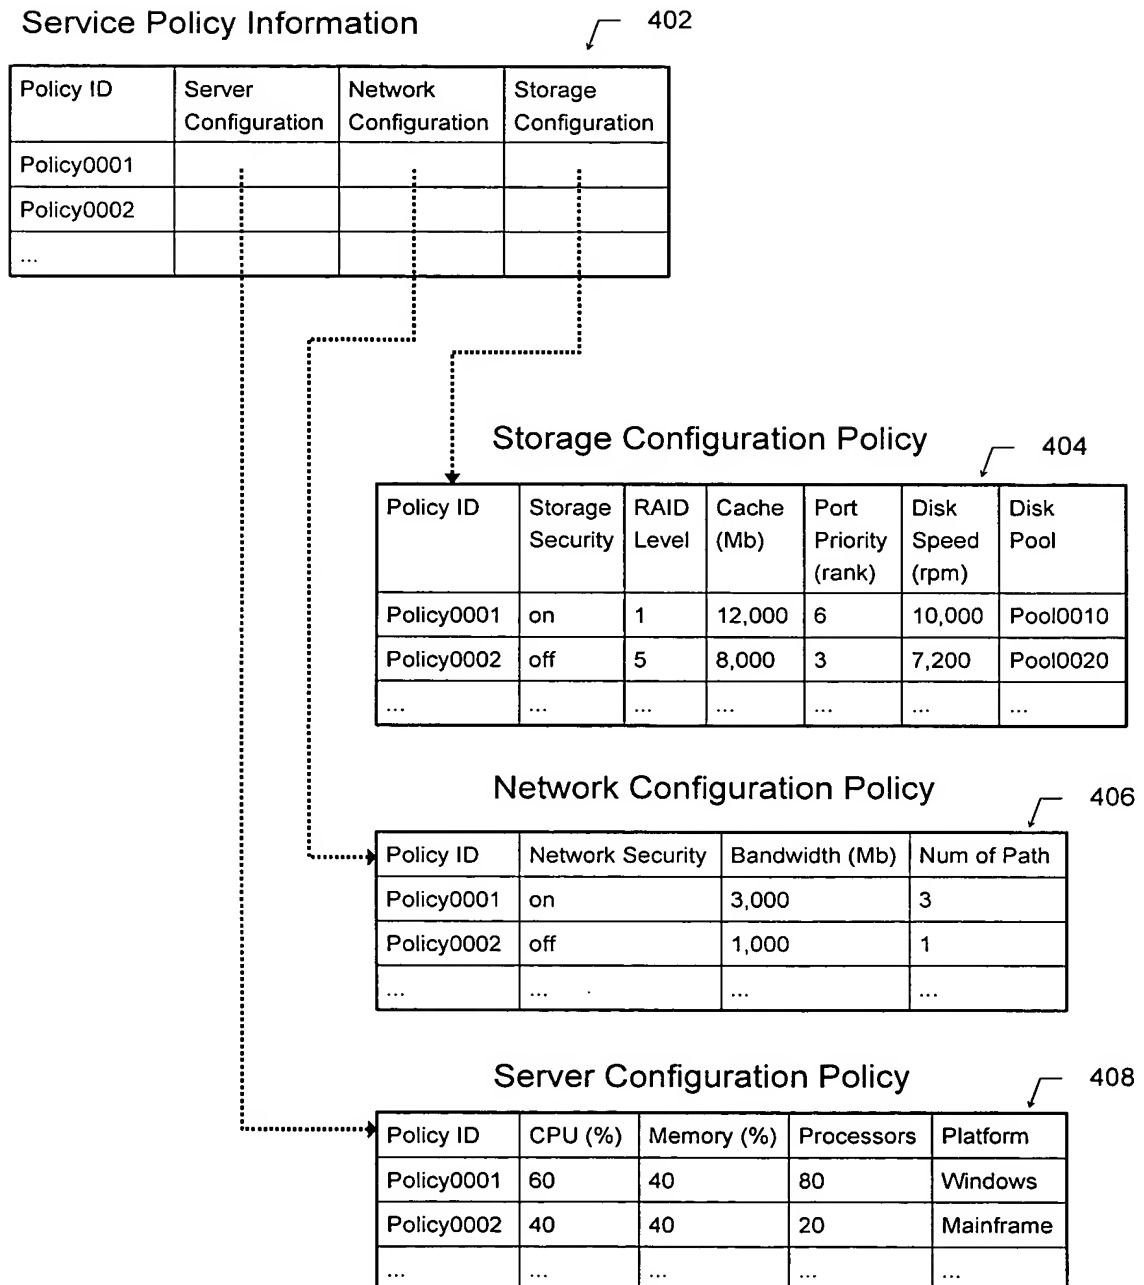 Service Policy Information
402
Policy ID Server Configuration Network Configuration Storage Configuration
Policy0001
Policy0002
...
Storage Configuration Policy
404
Policy ID Storage Security RAID Level Cache (Mb) Port Priority (rank) Disk Speed (rpm) Disk Pool
Policy0001 on 1 12,000 6 10,000 Pool0010
Policy0002 off 5 8,000 3 7,200 Pool0020
... ... ... ... ... ... ...
Network Configuration Policy
406
Policy ID Network Security Bandwidth (Mb) Num of Path
Policy0001 on 3,000 3
Policy0002 off 1,000 1
... ... ... ...
Server Configuration Policy
408
Policy ID CPU (%) Memory (%) Processors Platform
Policy0001 60 40 80 Windows
Policy0002 40 40 20 Mainframe
... ... ... ... ...